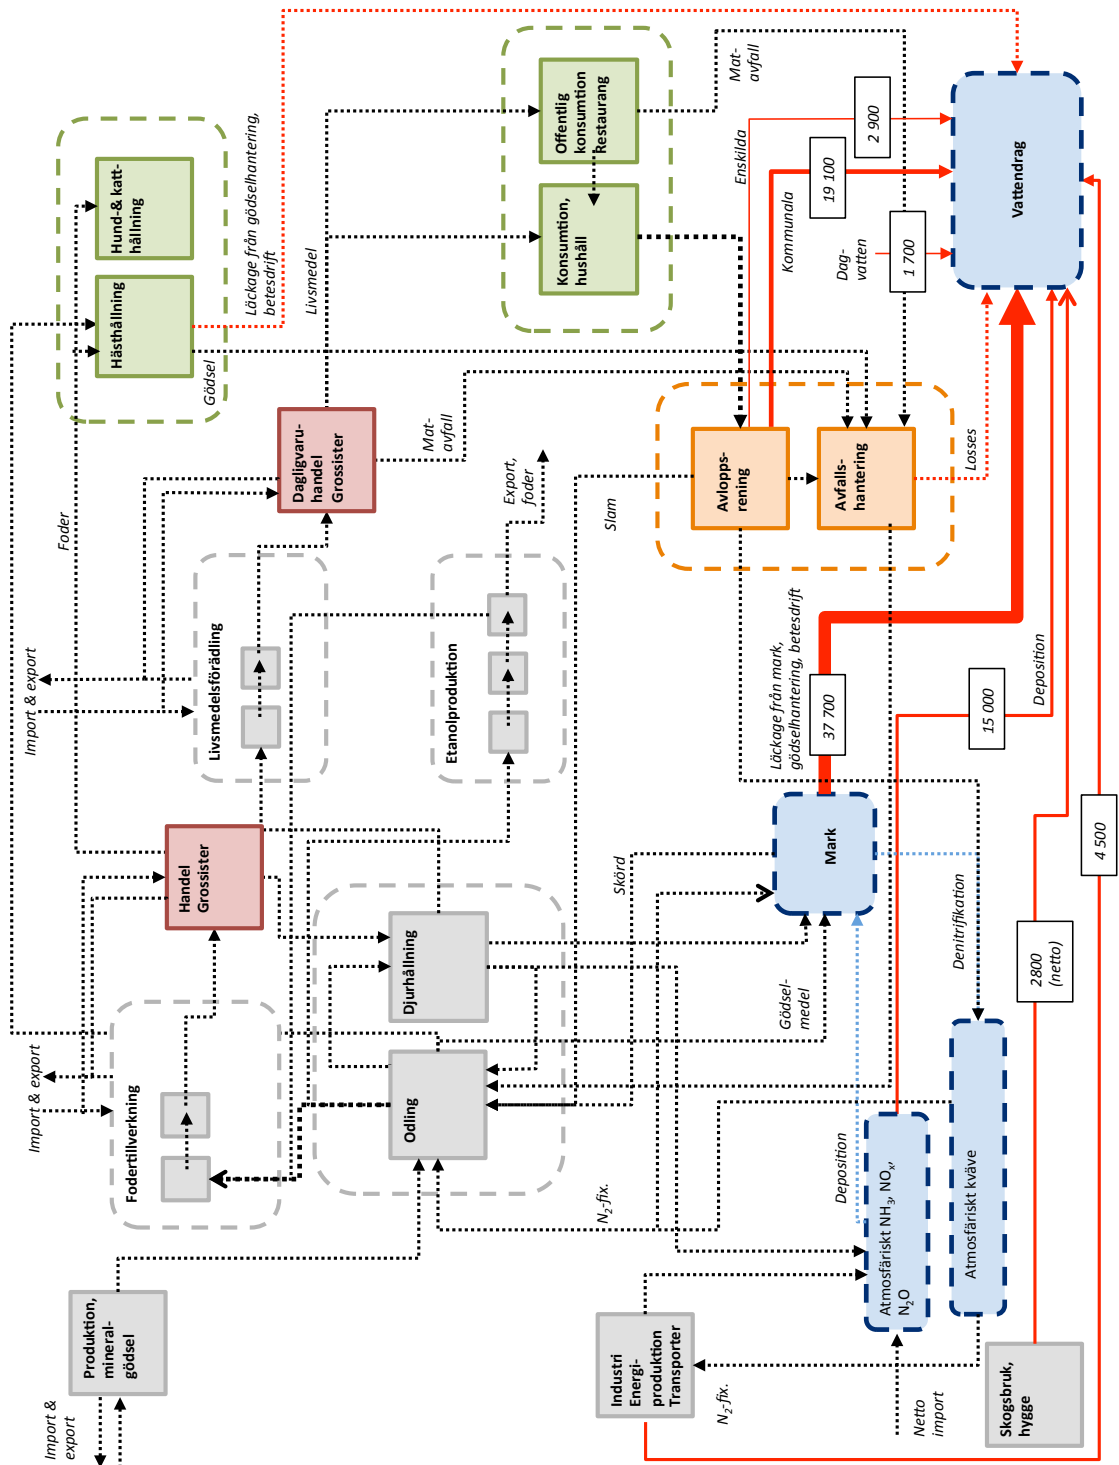 Import &
export
Produktion,
mineral-
gödsel
Import & export
Fodertillverkning
Handel
Grossister
Foder
Import & export
Livsmedelsförädling
Dagligvaru-
handel
Grossister
Hästhållning
Hund-& katt-
hållning
Gödsel
Läckage från gödselhantering,
betesdrift
Livsmedel
Mat-
avfall
Odling
Djurhållning
Etanolproduktion
Export,
foder
Konsumtion,
hushåll
Offentlig
konsumtion
Restaurang
Mat-
avfall
N2-fix.
Skörd
Slam
Industri
Energi-
produktion
Transporter
N2-fix.
Gödsel-
medel
Mark
Läckage från mark,
gödselhantering, betesdrift
37 700
Avlopps-
rening
Avfalls-
hantering
Enskilda
2 900
Kommunala
19 100
Dag-
vatten
1 700
Losses
Vattendrag
Deposition
Atmosfäriskt NH3, NOx,
N2O
Netto
import
Denitrifikation
Atmosfäriskt kväve
15 000
Deposition
Skogsbruk,
hygge
2800
(netto)
4 500